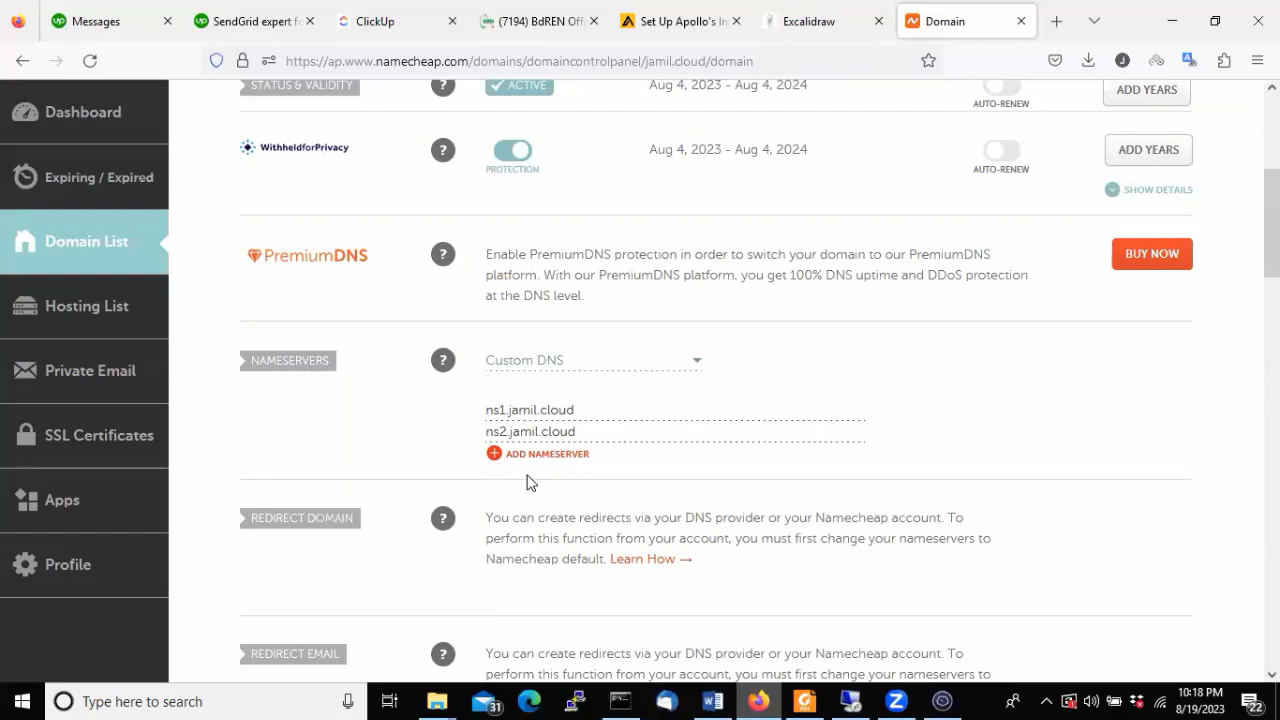 Messages
SendGrid expert fo
ClickUp
(7194) BdREN Off
Set Up Apollo's In
Excalidraw
Domain
https://ap.www.namecheap.com/domains/domaincontrolpanel/jamil.cloud/domain
J
STATUS & VALIDITY
?
ACTIVE
Aug 4, 2023 - Aug 4, 2024
AUTO-RENEW
ADD YEARS
WithheldforPrivacy
?
PROTECTION
Aug 4, 2023 - Aug 4, 2024
AUTO-RENEW
ADD YEARS
SHOW DETAILS
Dashboard
Expiring / Expired
Domain List
Hosting List
Private Email
SSL Certificates
Apps
Profile
PremiumDNS
?
Enable PremiumDNS protection in order to switch your domain to our PremiumDNS
platform. With our PremiumDNS platform, you get 100% DNS uptime and DDoS protection
at the DNS level.
BUY NOW
NAMESERVERS
?
Custom DNS
ns1.jamil.cloud
ns2.jamil.cloud
ADD NAMESERVER
REDIRECT DOMAIN
?
You can create redirects via your DNS provider or your Namecheap account. To
perform this function from your account, you must first change your nameservers to
Namecheap default. Learn How →
REDIRECT EMAIL
?
You can create redirects via your DNS provider or your Namecheap account. To
perform this function from your account, you must first change your nameservers to
Type here to search
31
10:18 PM
8/19/2023
22